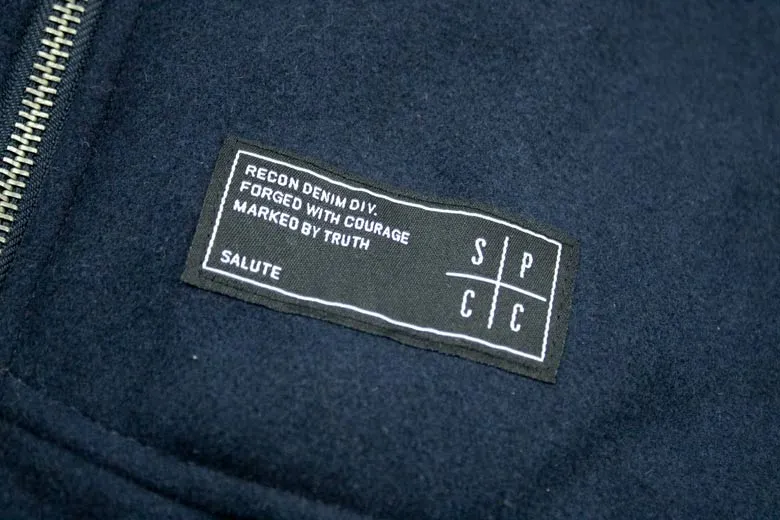 RECON DENIM DIV.
FORGED WITH COURAGE
MARKED BY TRUTH
SALUTE
S P
C C